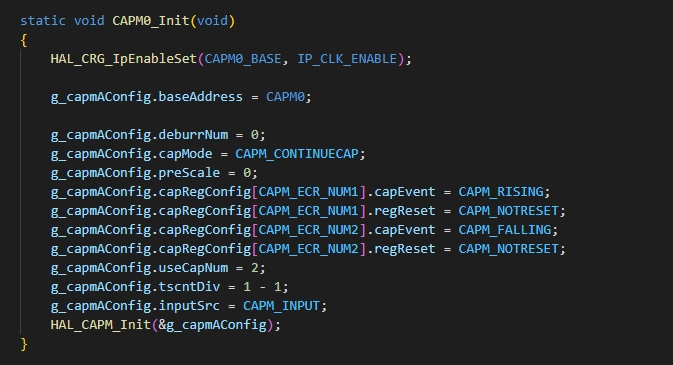 static void CAPM0_Init(void)
{
    HAL_CRG_IpEnableSet(CAPM0_BASE, IP_CLK_ENABLE);

    g_capmAConfig.baseAddress = CAPM0;

    g_capmAConfig.deburrNum = 0;
    g_capmAConfig.capMode = CAPM_CONTINUECAP;
    g_capmAConfig.preScale = 0;
    g_capmAConfig.capRegConfig[CAPM_ECR_NUM1].capEvent = CAPM_RISING;
    g_capmAConfig.capRegConfig[CAPM_ECR_NUM1].regReset = CAPM_NOTRESET;
    g_capmAConfig.capRegConfig[CAPM_ECR_NUM2].capEvent = CAPM_FALLING;
    g_capmAConfig.capRegConfig[CAPM_ECR_NUM2].regReset = CAPM_NOTRESET;
    g_capmAConfig.useCapNum = 2;
    g_capmAConfig.tscntDiv = 1 - 1;
    g_capmAConfig.inputSrc = CAPM_INPUT;
    HAL_CAPM_Init(&g_capmAConfig);
}